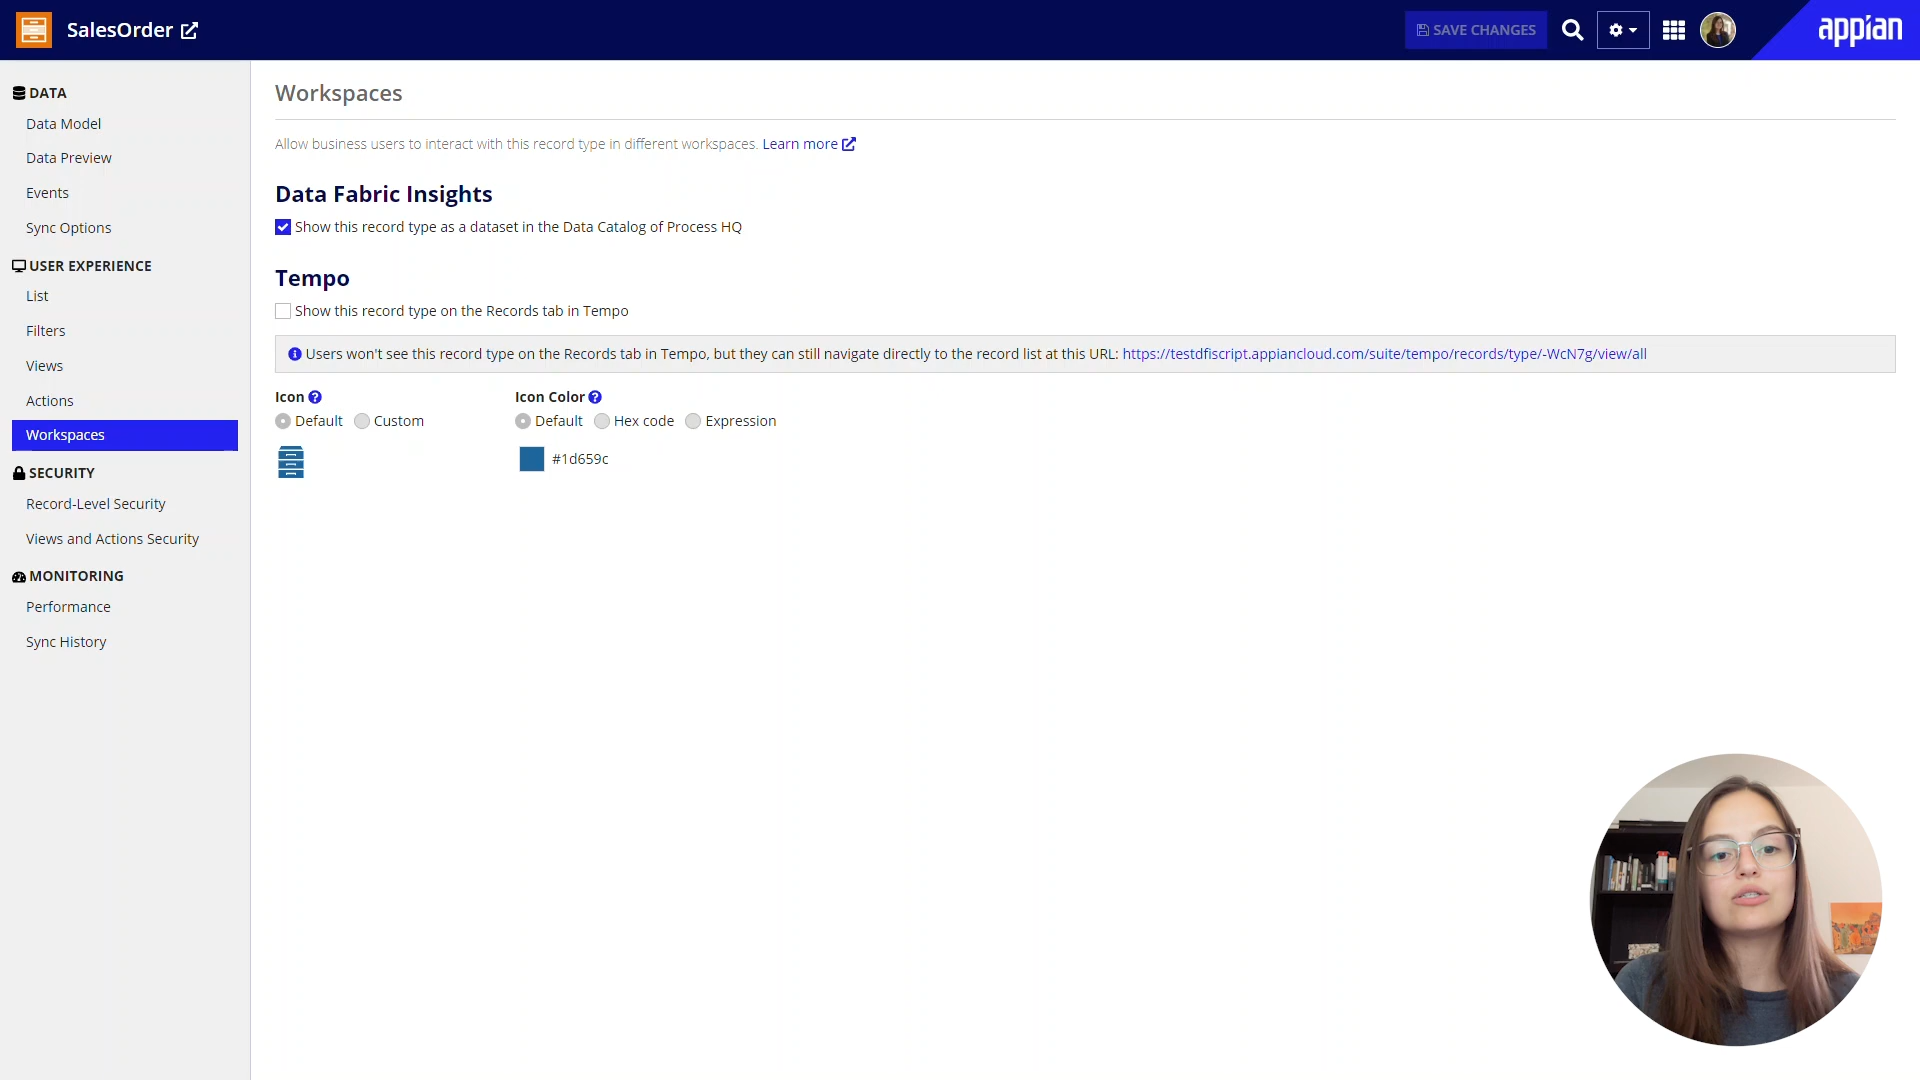 SalesOrder
SAVE CHANGES
appian
DATA
Data Model
Data Preview
Events
Sync Options
USER EXPERIENCE
List
Filters
Views
Actions
Workspaces
SECURITY
Record-Level Security
Views and Actions Security
MONITORING
Performance
Sync History
Workspaces
Allow business users to interact with this record type in different workspaces. Learn more
Data Fabric Insights
Show this record type as a dataset in the Data Catalog of Process HQ
Tempo
Show this record type on the Records tab in Tempo
Users won't see this record type on the Records tab in Tempo, but they can still navigate directly to the record list at this URL: https://testdfiscript.appiancloud.com/suite/tempo/records/type/-WcN7g/view/all
Icon Icon Color
Default Custom Default Hex code Expression
#1d659c